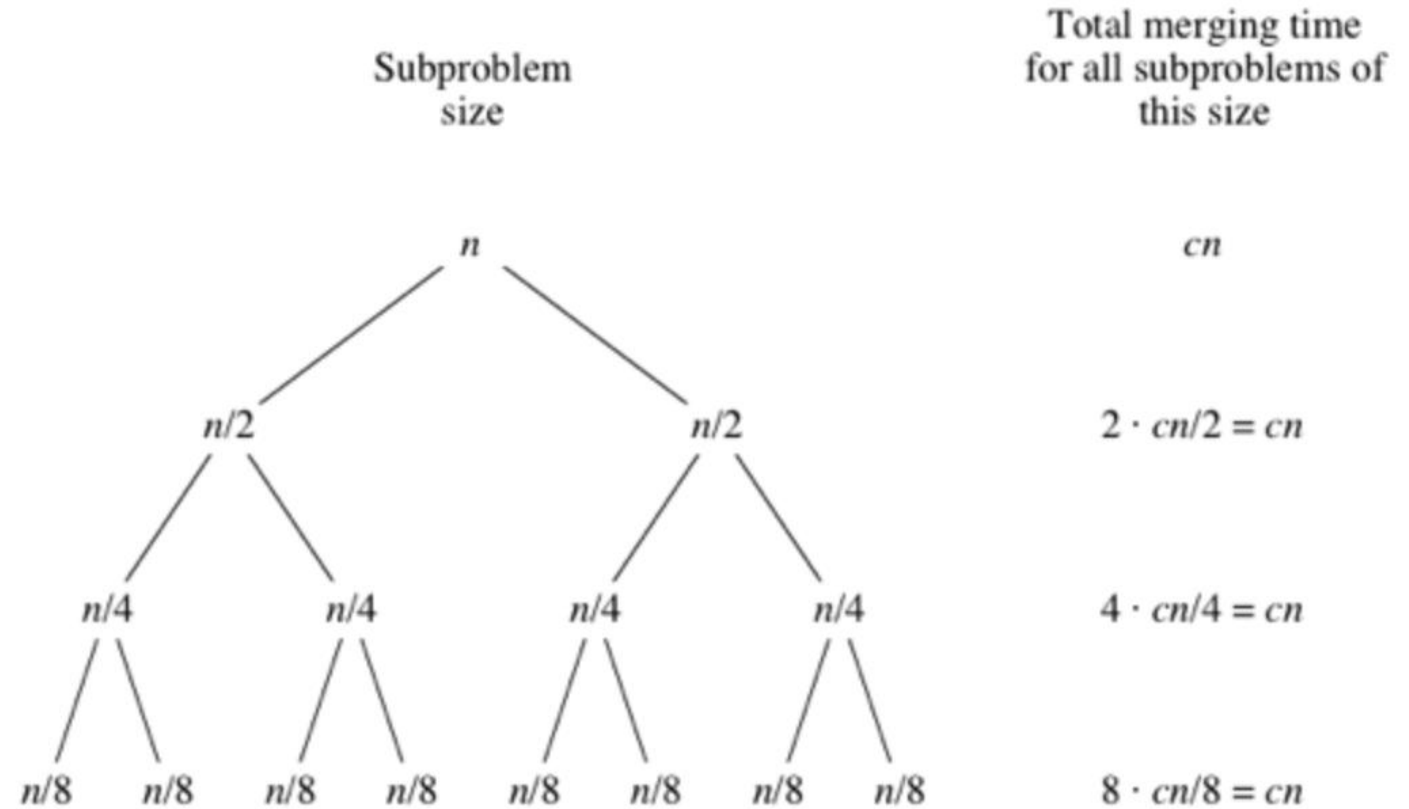 Subproblem
size
Total merging time
for all subproblems of
this size
n
cn
n/2 n/2
2 · cn/2 = cn
n/4 n/4 n/4 n/4
4 · cn/4 = cn
n/8 n/8 n/8 n/8 n/8 n/8 n/8 n/8
8 · cn/8 = cn